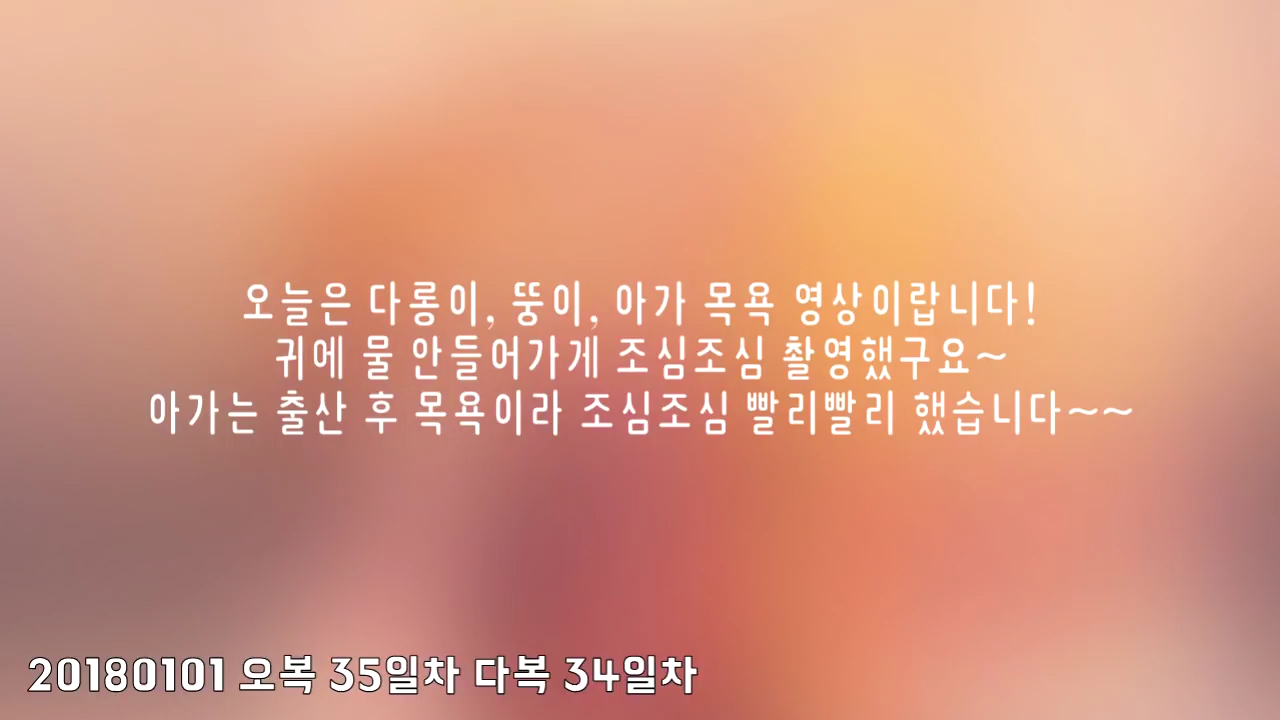 오늘은 다롱이, 뚱이, 아가 목욕 영상이랍니다!
귀에 물 안들어가게 조심조심 촬영했구요~
아가는 출산 후 목욕이라 조심조심 빨리빨리 했습니다~~
20180101 오복 35일차 다복 34일차